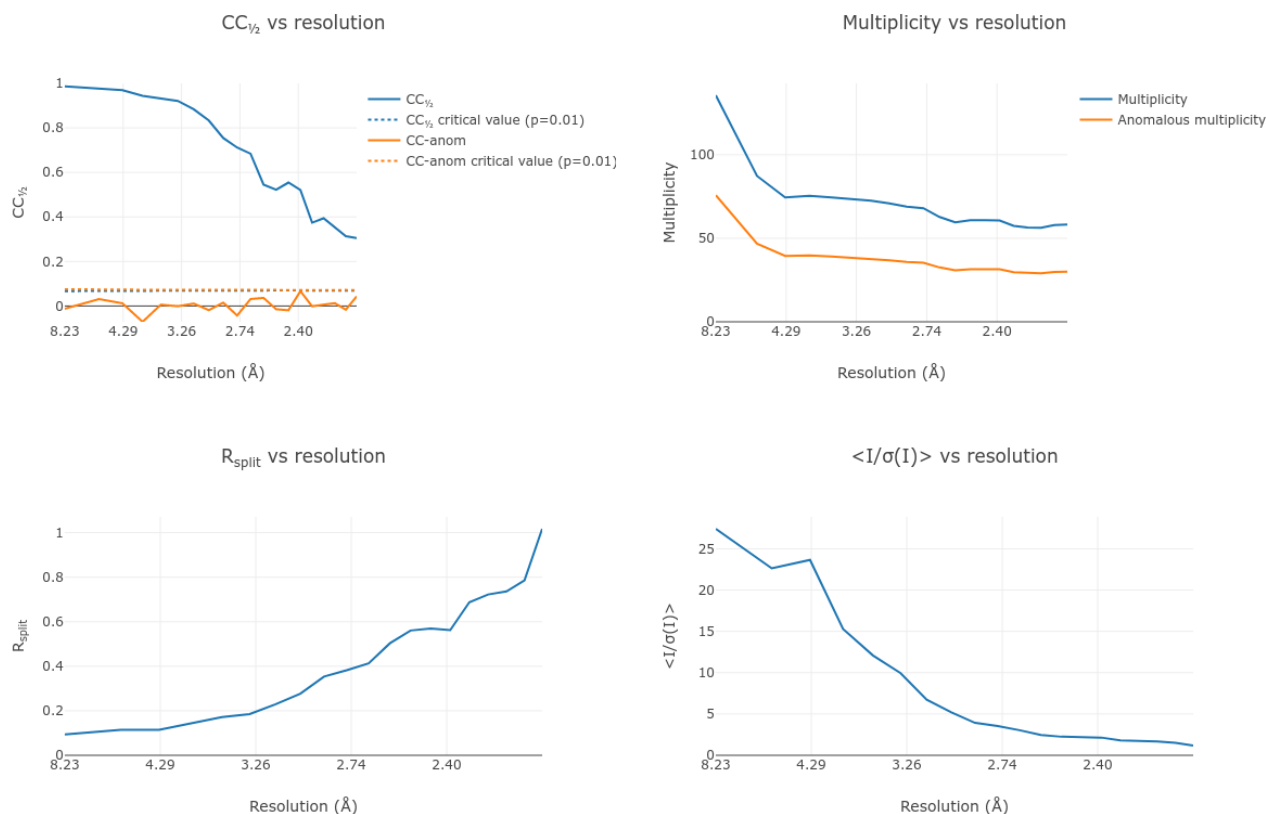 CC½ vs resolution
1
0.8
0.6
0.4
0.2
0
8.23 4.29 3.26 2.74 2.40
CC½
Resolution (Å)
CC½
CC½ critical value (p=0.01)
CC-anom
CC-anom critical value (p=0.01)
Multiplicity vs resolution
100
50
0
8.23 4.29 3.26 2.74 2.40
Multiplicity
Resolution (Å)
Multiplicity
Anomalous multiplicity
Rsplit vs resolution
1
0.8
0.6
0.4
0.2
0
8.23 4.29 3.26 2.74 2.40
Rsplit
Resolution (Å)
<I/σ(I)> vs resolution
25
20
15
10
5
0
8.23 4.29 3.26 2.74 2.40
<I/σ(I)>
Resolution (Å)